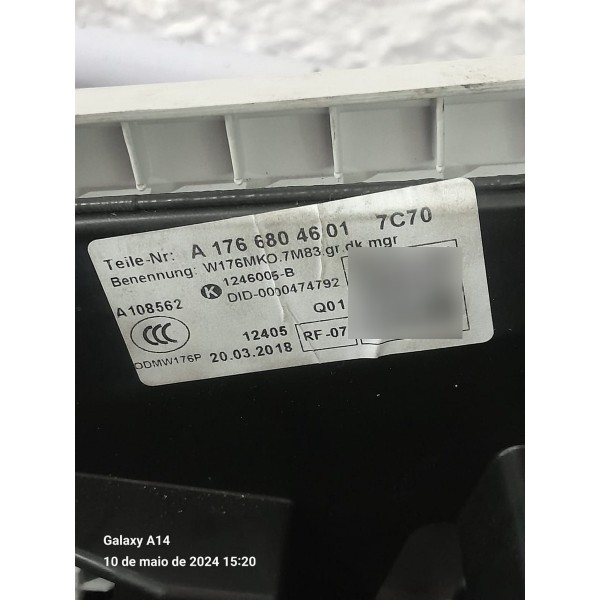 Teile-Nr: A 176 680 46 01 7C70
Benennung: W176MKO.7M83.gr.dk.mgr
K 1246006-B
A108562 DID-0000474792
CCC Q01
12405 RF-07
ODMW176P 20.03.2018
Galaxy A14
10 de maio de 2024 15:20